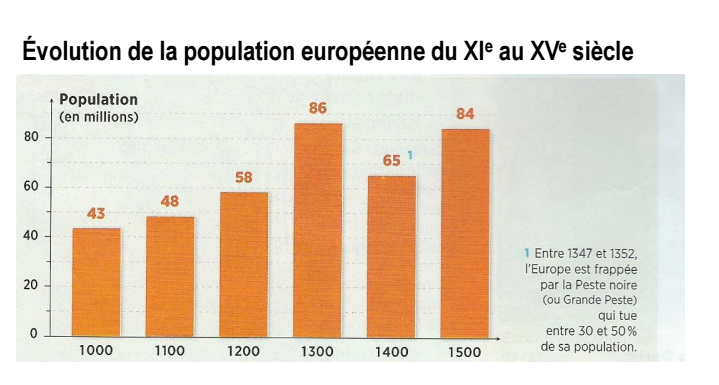 Évolution de la population européenne du XIe au XVe siècle
Population
(en millions)
80
60
40
20
0
43
48
58
86
65 1
84
1000
1100
1200
1300
1400
1500
1 Entre 1347 et 1352,
l'Europe est frappée
par la Peste noire
(ou Grande Peste)
qui tue
entre 30 et 50 %
de sa population.